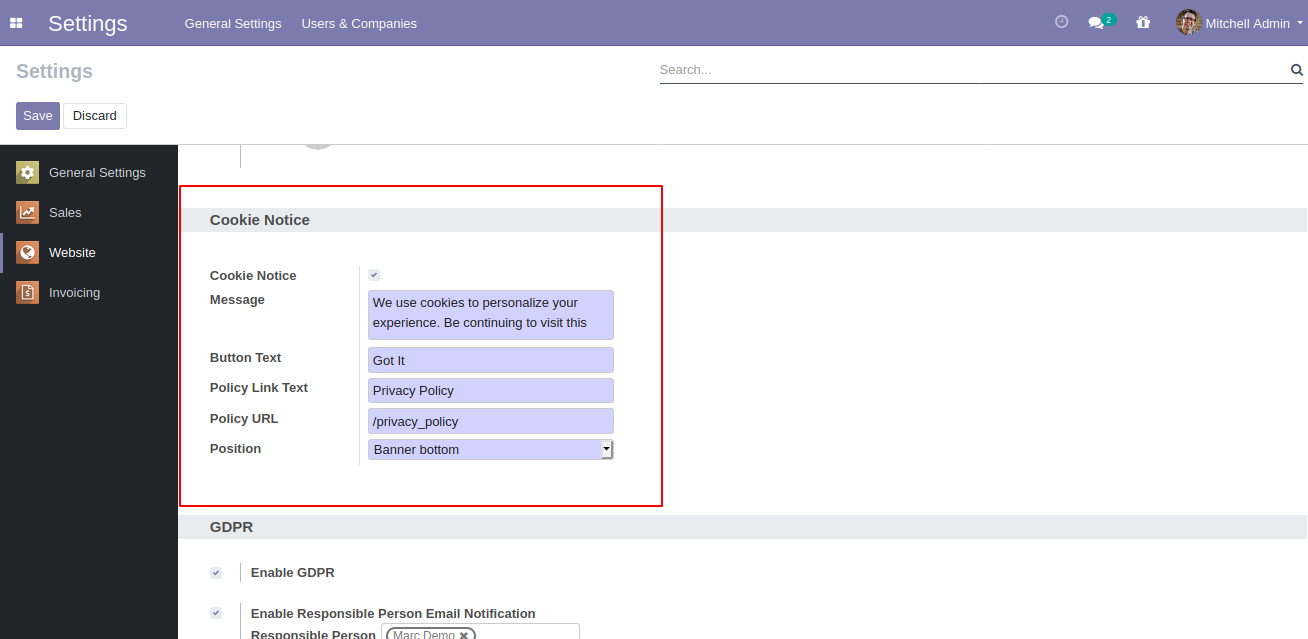 Settings General Settings Users & Companies 2 Mitchell Admin
Settings
Search...
Save Discard
General Settings
Sales
Website
Invoicing
Cookie Notice
Cookie Notice
Message
We use cookies to personalize your
experience. Be continuing to visit this
Button Text
Got It
Policy Link Text
Privacy Policy
Policy URL
/privacy_policy
Position
Banner bottom
GDPR
Enable GDPR
Enable Responsible Person Email Notification
Responsible Person Marc Demo